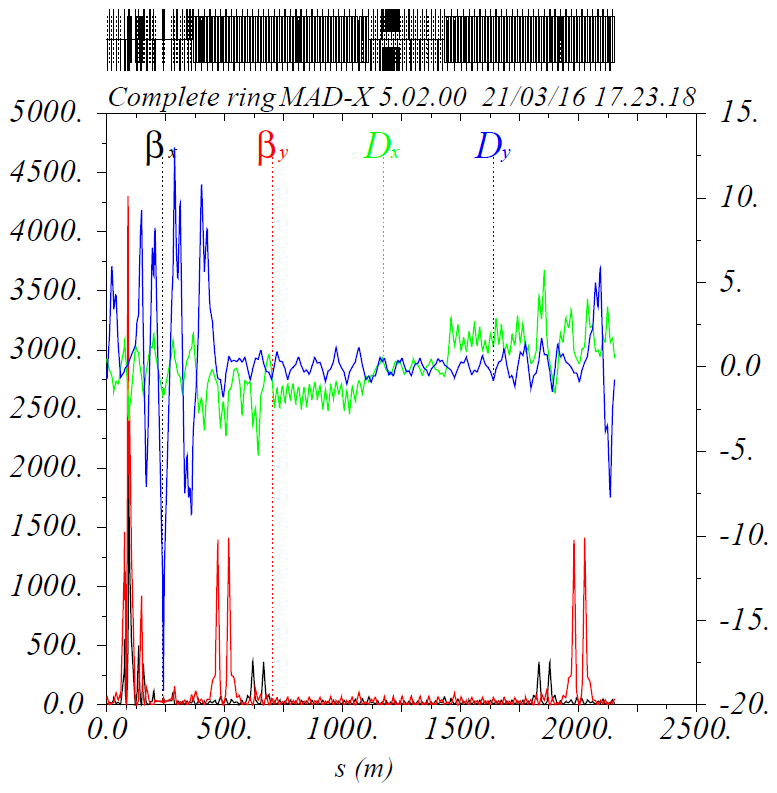 Complete ring MAD-X 5.02.00 21/03/16 17.23.18
5000. 15.
βx βy Dx Dy
4500.
4000. 10.
3500. 5.
3000. 0.0
2500.
2000. -5.
1500. -10.
1000. -15.
500.
0.0 -20.
0.0 500. 1000. 1500. 2000. 2500.
s (m)